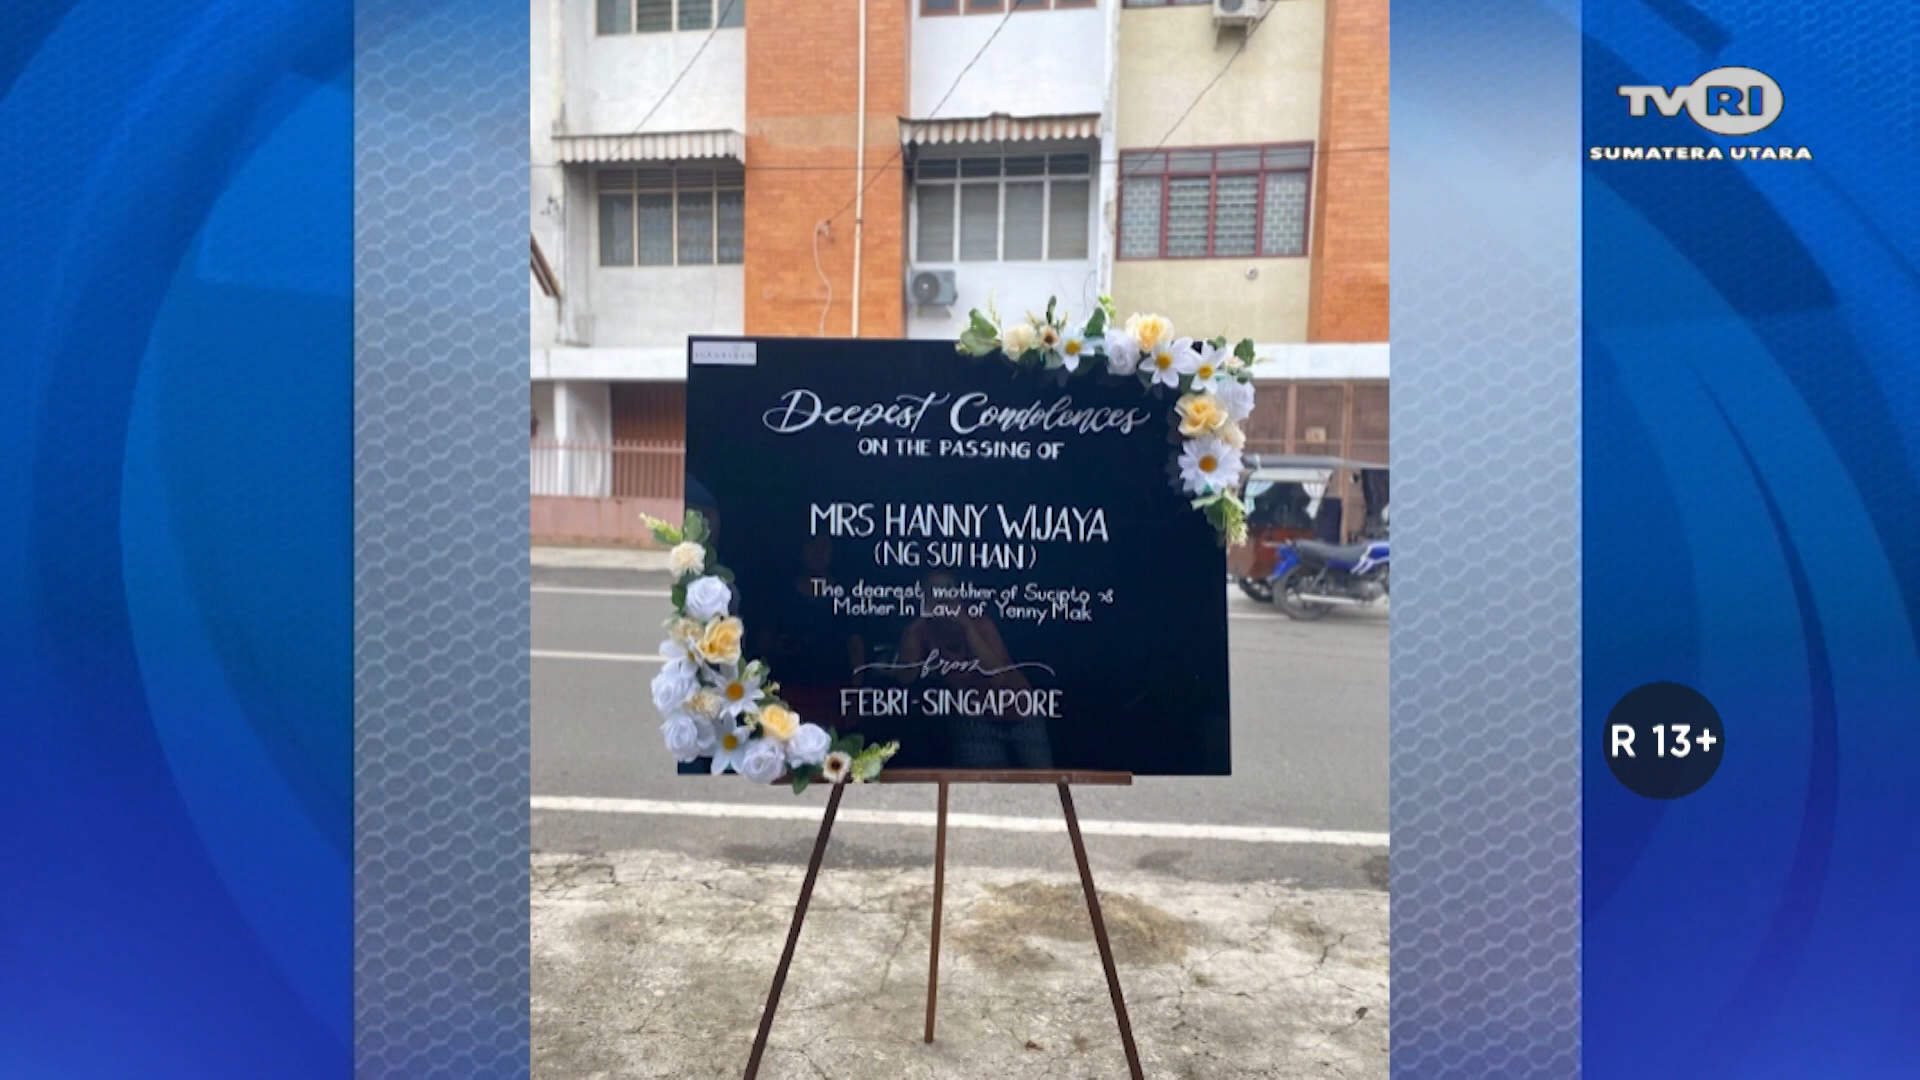 TVRI
SUMATERA UTARA
Deepest Condolences
ON THE PASSING OF
MRS HANNY WIJAYA
(NG SUI HAN)
The dearest mother of Sucipto &
Mother In Law of Yenny Mak
from
FEBRI-SINGAPORE
R 13+